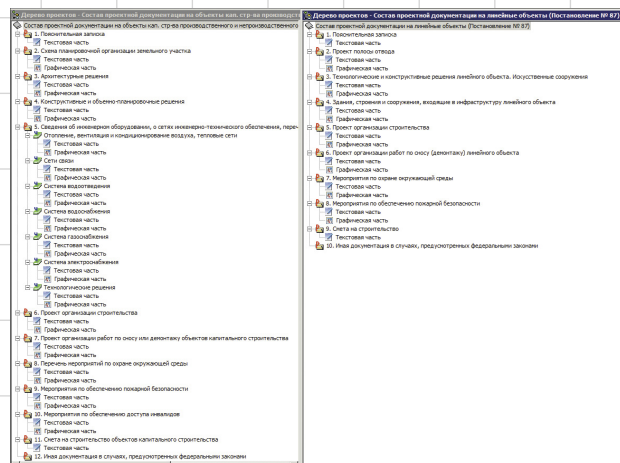 Дерево проектов - Состав проектной документации на объекты кап. стр-ва производст
Состав проектной документации на объекты кап. стр-ва производственного и непроизводственного
1. Пояснительная записка
Текстовая часть
2. Схема планировочной организации земельного участка
Текстовая часть
Графическая часть
3. Архитектурные решения
Текстовая часть
Графическая часть
4. Конструктивные и объемно-планировочные решения
Текстовая часть
Графическая часть
5. Сведения об инженерном оборудовании, о сетях инженерно-технического обеспечения, переч
Отопление, вентиляция и кондиционирование воздуха, тепловые сети
Текстовая часть
Графическая часть
Сети связи
Текстовая часть
Графическая часть
Система водоотведения
Текстовая часть
Графическая часть
Система водоснабжения
Текстовая часть
Графическая часть
Система газоснабжения
Текстовая часть
Графическая часть
Система электроснабжения
Текстовая часть
Графическая часть
Технологические решения
Текстовая часть
Графическая часть
6. Проект организации строительства
Текстовая часть
Графическая часть
7. Проект организации работ по сносу или демонтажу объектов капитального строительства
Текстовая часть
Графическая часть
8. Перечень мероприятий по охране окружающей среды
Текстовая часть
Графическая часть
9. Мероприятия по обеспечению пожарной безопасности
Текстовая часть
Графическая часть
10. Мероприятия по обеспечению доступа инвалидов
Текстовая часть
Графическая часть
11. Смета на строительство объектов капитального строительства
Текстовая часть
12. Иная документация в случаях, предусмотренных федеральными законами
Дерево проектов - Состав проектной документации на линейные объекты (Постановление № 87)
Состав проектной документации на линейные объекты (Постановление № 87)
1. Пояснительная записка
Текстовая часть
2. Проект полосы отвода
Текстовая часть
Графическая часть
3. Технологические и конструктивные решения линейного объекта. Искусственные сооружения
Текстовая часть
Графическая часть
4. Здания, строения и сооружения, входящие в инфраструктуру линейного объекта
Текстовая часть
Графическая часть
5. Проект организации строительства
Текстовая часть
Графическая часть
6. Проект организации работ по сносу (демонтажу) линейного объекта
Текстовая часть
Графическая часть
7. Мероприятия по охране окружающей среды
Текстовая часть
Графическая часть
8. Мероприятия по обеспечению пожарной безопасности
Текстовая часть
Графическая часть
9. Смета на строительство
Текстовая часть
10. Иная документация в случаях, предусмотренных федеральными законами